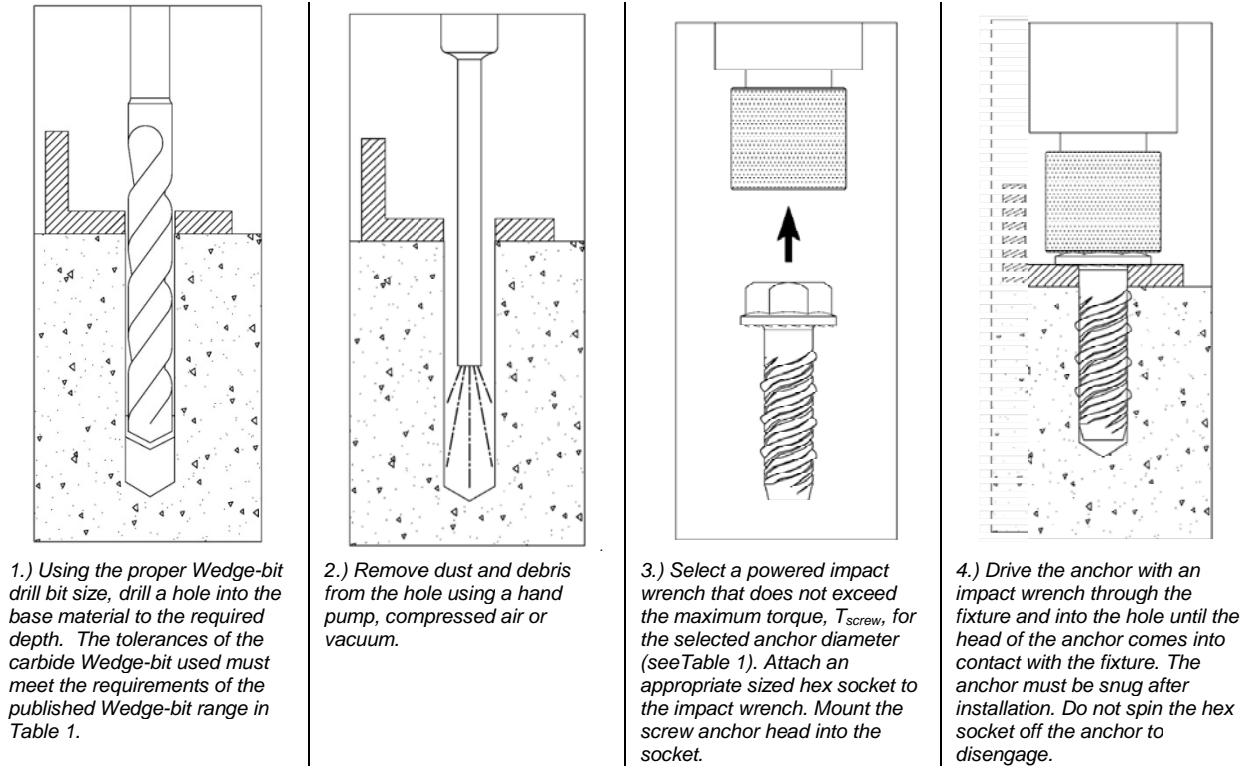 1.) Using the proper Wedge-bit
drill bit size, drill a hole into the
base material to the required
depth. The tolerances of the
carbide Wedge-bit used must
meet the requirements of the
published Wedge-bit range in
Table 1.
2.) Remove dust and debris
from the hole using a hand
pump, compressed air or
vacuum.
3.) Select a powered impact
wrench that does not exceed
the maximum torque, Tscrew, for
the selected anchor diameter
(seeTable 1). Attach an
appropriate sized hex socket to
the impact wrench. Mount the
screw anchor head into the
socket.
4.) Drive the anchor with an
impact wrench through the
fixture and into the hole until the
head of the anchor comes into
contact with the fixture. The
anchor must be snug after
installation. Do not spin the hex
socket off the anchor to
disengage.